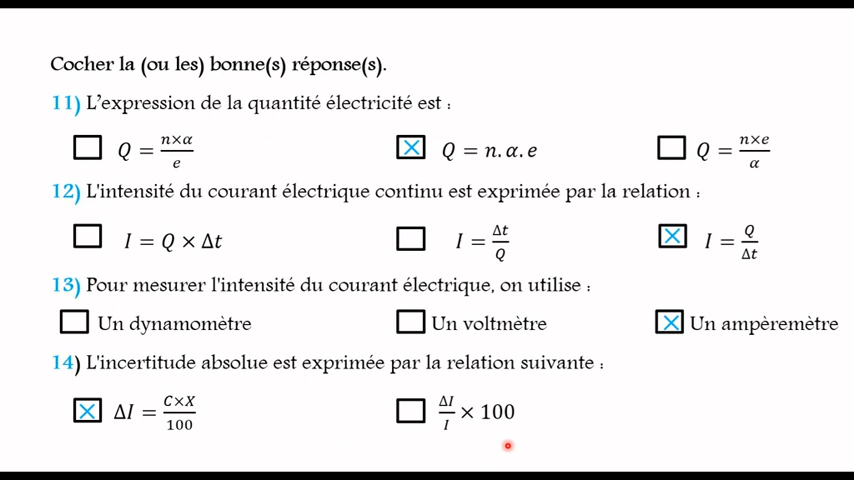 Cocher la (ou les) bonne(s) réponse(s).
11) L'expression de la quantité électricité est :
☐ Q = n×α/e ☒ Q = n.α.e ☐ Q = n×e/α
12) L'intensité du courant électrique continu est exprimée par la relation :
☐ I = Q × Δt ☐ I = Δt/Q ☒ I = Q/Δt
13) Pour mesurer l'intensité du courant électrique, on utilise :
☐ Un dynamomètre ☐ Un voltmètre ☒ Un ampèremètre
14) L'incertitude absolue est exprimée par la relation suivante :
☒ ΔI = C×X/100 ☐ ΔI/I × 100